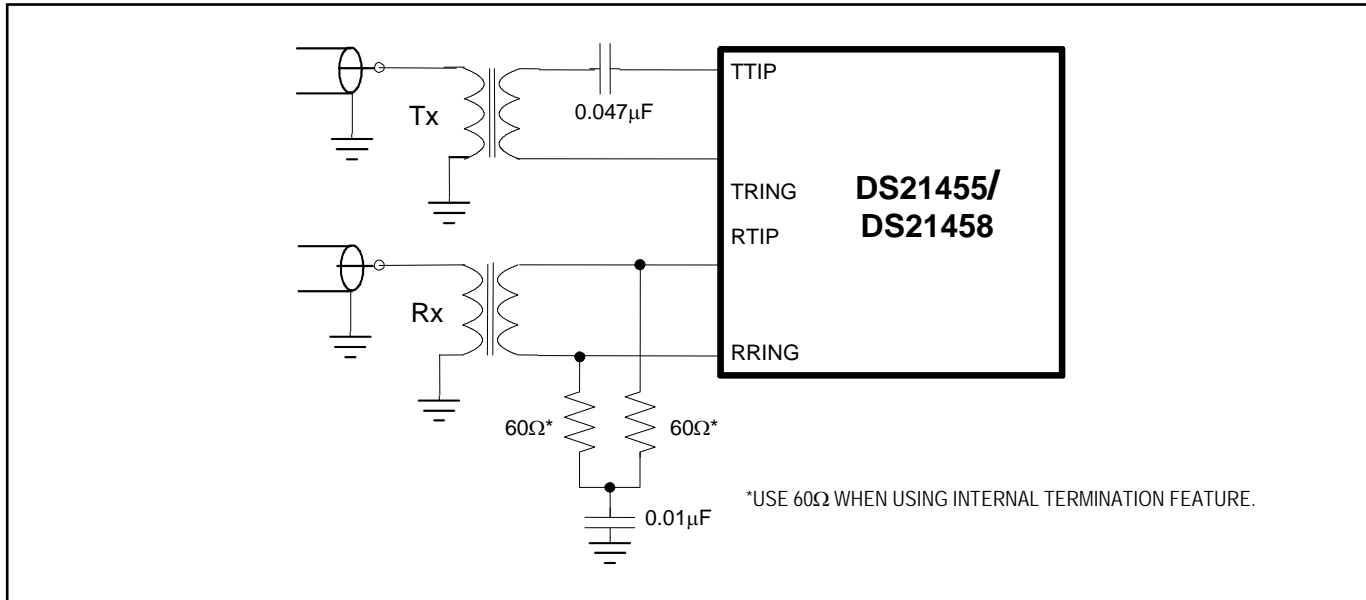 TTIP
0.047µF
Tx
TRING
DS21455/
DS21458
RTIP
Rx
RRING
60Ω*
60Ω*
*USE 60Ω WHEN USING INTERNAL TERMINATION FEATURE.
0.01µF